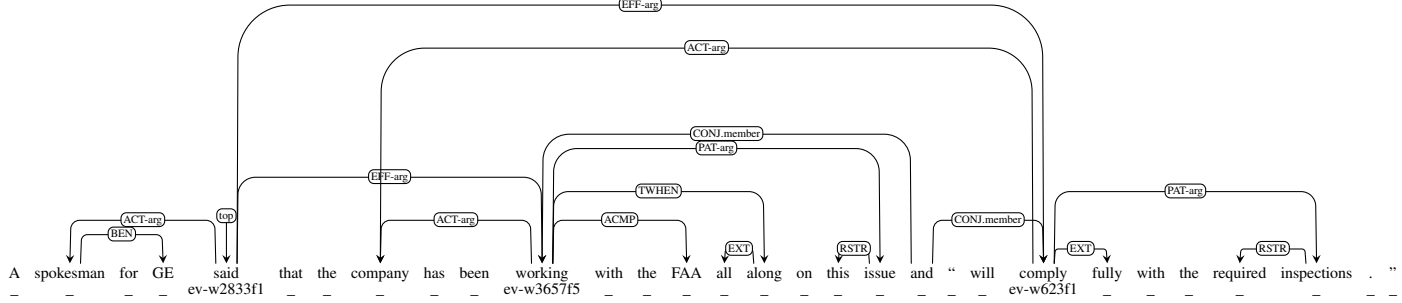 EFF-arg
ACT-arg
CONJ.member
PAT-arg
EFF-arg
TWHEN PAT-arg
top
ACT-arg ACT-arg ACMP CONJ.member
BEN
EXT RSTR EXT RSTR
A spokesman for GE said that the company has been working with the FAA all along on this issue and “ will comply fully with the required inspections . ”
_ _ _ _ ev-w2833f1 _ _ _ _ _ ev-w3657f5 _ _ _ _ _ _ _ _ _ _ _ ev-w623f1 _ _ _ _ _ _ _